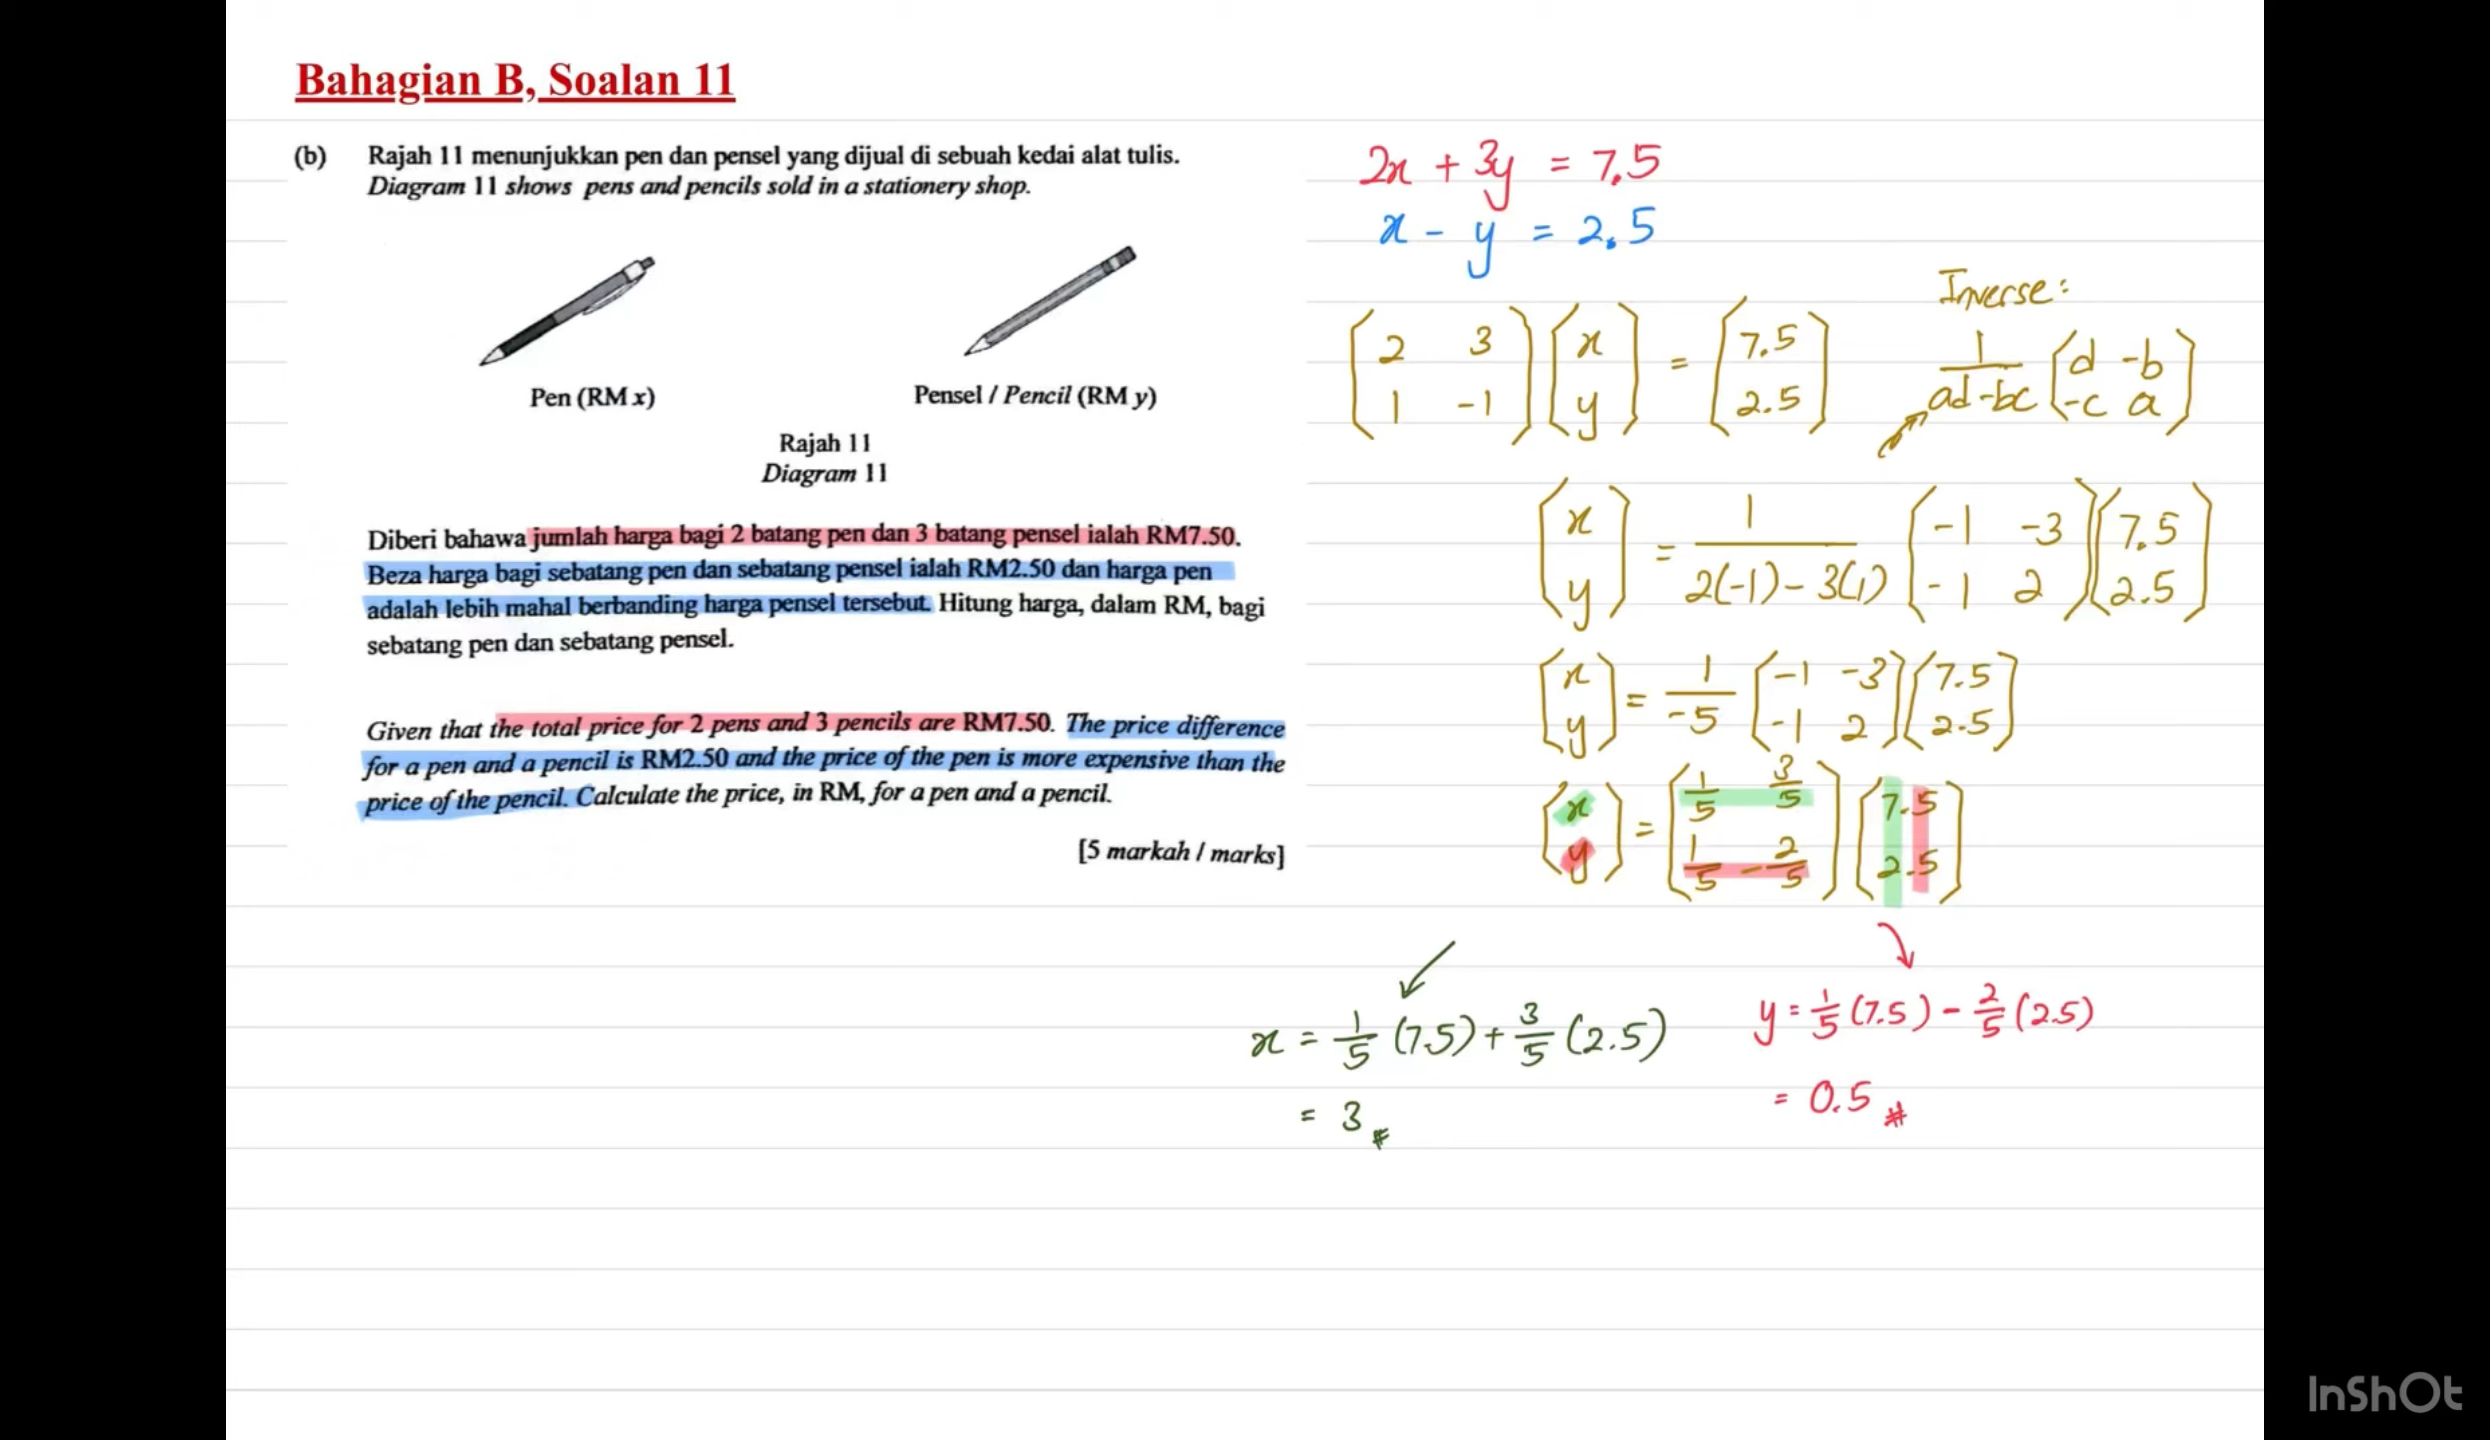 Bahagian B, Soalan 11
(b) Rajah 11 menunjukkan pen dan pensel yang dijual di sebuah kedai alat tulis.
Diagram 11 shows pens and pencils sold in a stationery shop.
Pen (RM x)
Pensel / Pencil (RM y)
Rajah 11
Diagram 11
Diberi bahawa jumlah harga bagi 2 batang pen dan 3 batang pensel ialah RM7.50.
Beza harga bagi sebatang pen dan sebatang pensel ialah RM2.50 dan harga pen
adalah lebih mahal berbanding harga pensel tersebut. Hitung harga, dalam RM, bagi
sebatang pen dan sebatang pensel.
Given that the total price for 2 pens and 3 pencils are RM7.50. The price difference
for a pen and a pencil is RM2.50 and the price of the pen is more expensive than the
price of the pencil. Calculate the price, in RM, for a pen and a pencil.
[5 markah / marks]
2x + 3y = 7.5
x - y = 2.5
(2 3; 1 -1)(x; y) = (7.5; 2.5)
Inverse:
1/(ad-bc) (d -b; -c a)
(x; y) = 1/(2(-1) - 3(1)) (-1 -3; -1 2)(7.5; 2.5)
(x; y) = 1/-5 (-1 -3; -1 2)(7.5; 2.5)
(x; y) = (1/5 3/5; 1/5 -2/5)(7.5; 2.5)
x = 1/5 (7.5) + 3/5 (2.5)
= 3 #
y = 1/5 (7.5) - 2/5 (2.5)
= 0.5 #
InShOt